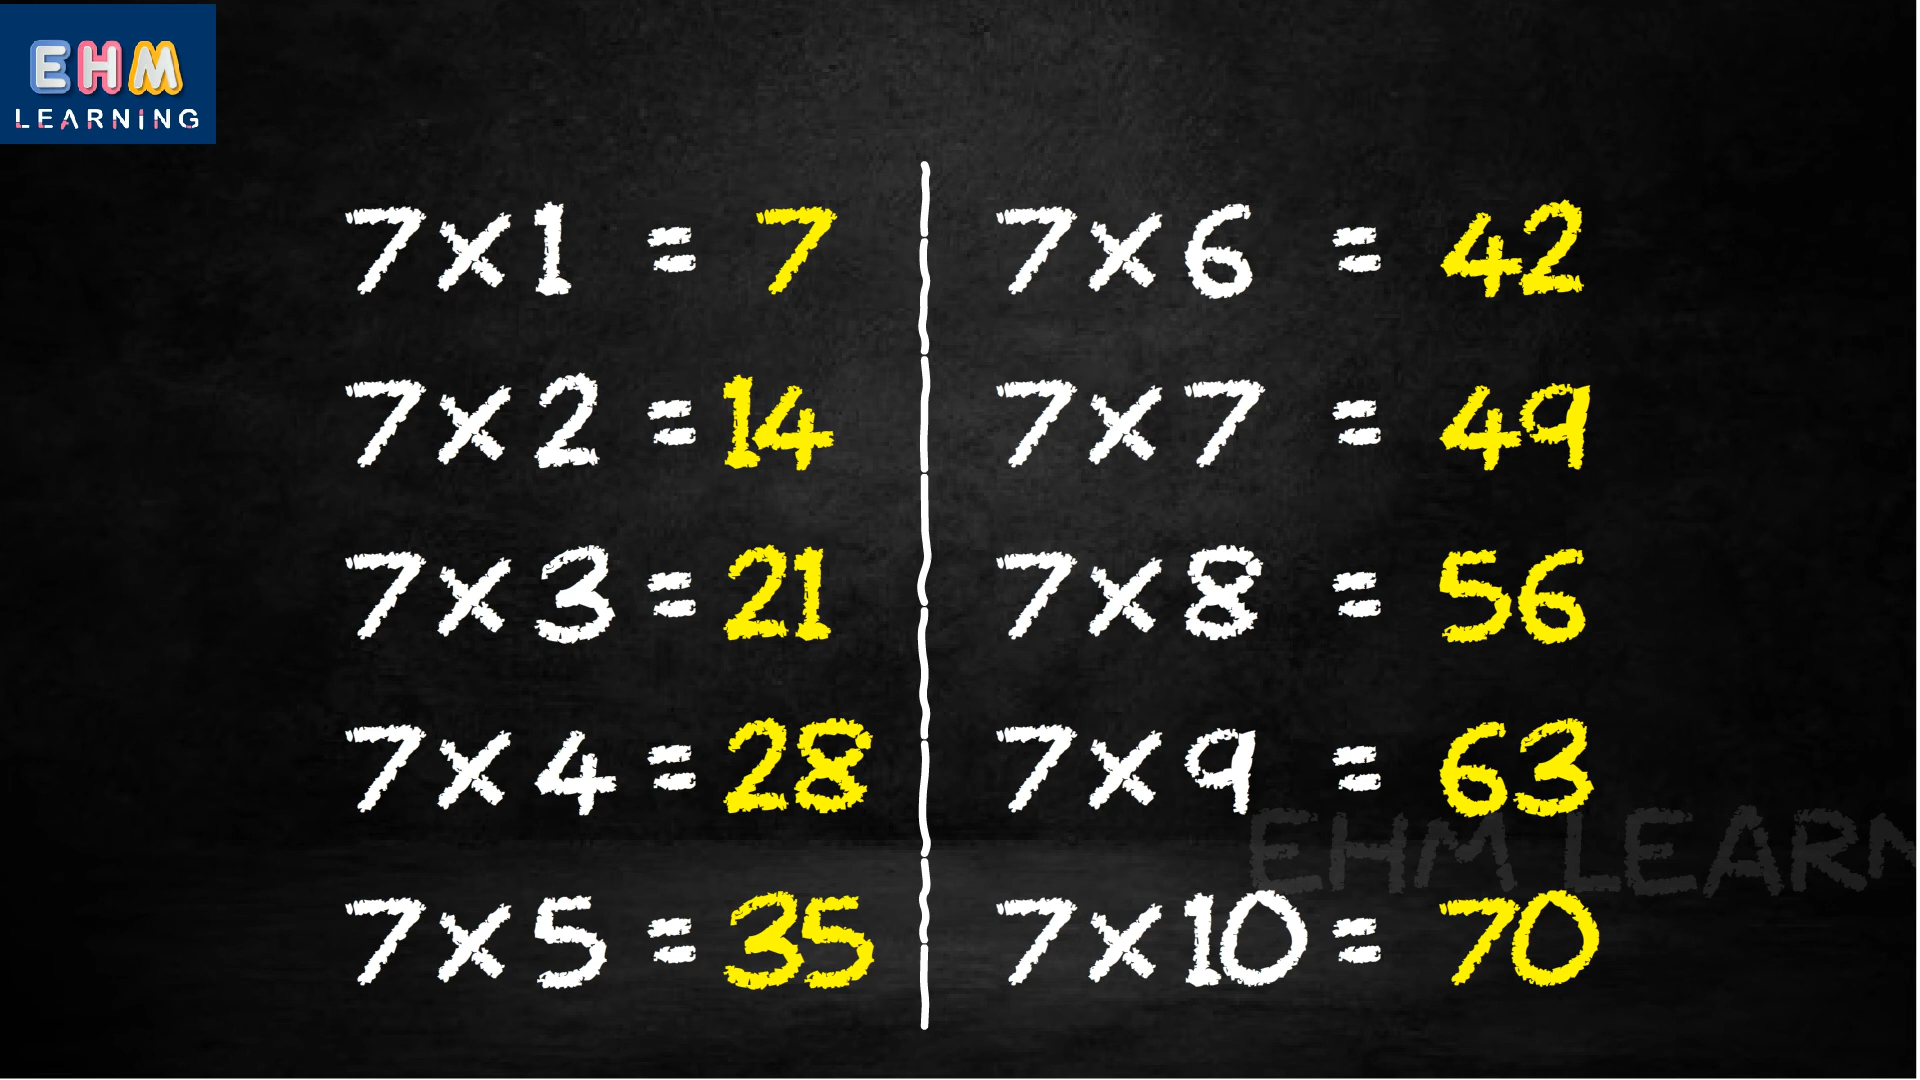 EHM
LEARNING
7x1 = 7
7x2 = 14
7x3 = 21
7x4 = 28
7x5 = 35
7x6 = 42
7x7 = 49
7x8 = 56
7x9 = 63
7x10 = 70
EHM LEARN